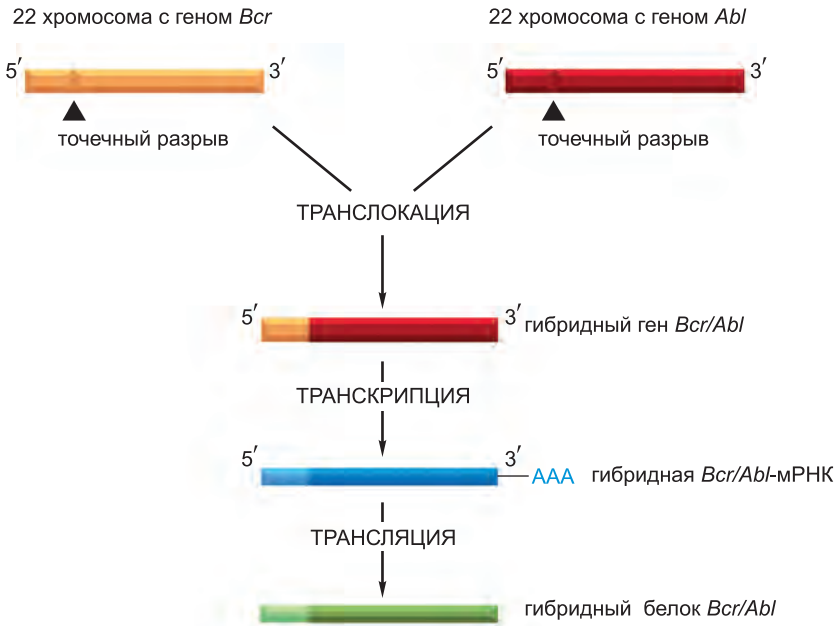 22 хромосома с геном Bcr
22 хромосома с геном Abl
5′ 3′
5′ 3′
точечный разрыв
точечный разрыв
ТРАНСЛОКАЦИЯ
5′ 3′
гибридный ген Bcr/Abl
ТРАНСКРИПЦИЯ
5′ 3′
ААА гибридная Bcr/Abl-мРНК
ТРАНСЛЯЦИЯ
гибридный белок Bcr/Abl